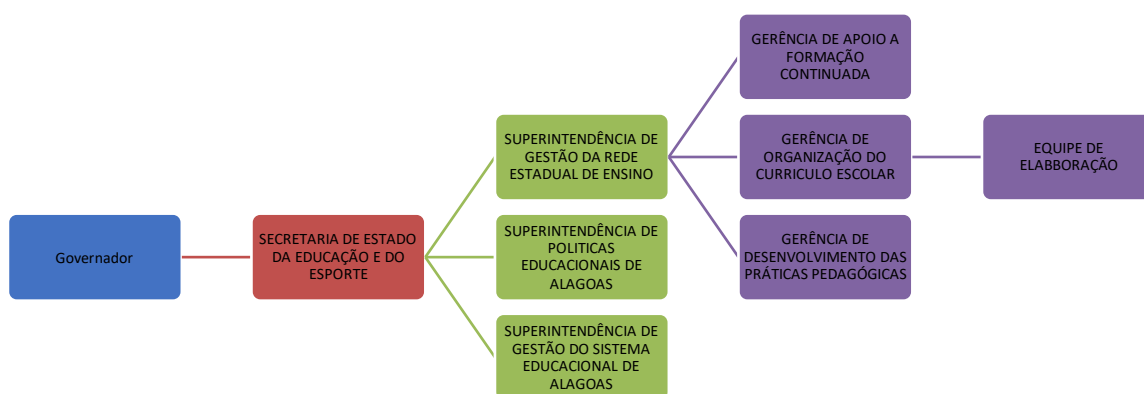 Governador
SECRETARIA DE ESTADO
DA EDUCAÇÃO E DO
ESPORTE
SUPERINTENDÊNCIA DE
GESTÃO DA REDE
ESTADUAL DE ENSINO
SUPERINTENDÊNCIA DE
POLITICAS
EDUCACIONAIS DE
ALAGOAS
SUPERINTENDÊNCIA DE
GESTÃO DO SISTEMA
EDUCACIONAL DE
ALAGOAS
GERÊNCIA DE APOIO A
FORMAÇÃO
CONTINUADA
GERÊNCIA DE
ORGANIZAÇÃO DO
CURRICULO ESCOLAR
GERÊNCIA DE
DESENVOLVIMENTO DAS
PRÁTICAS PEDAGÓGICAS
EQUIPE DE
ELABBORAÇÃO